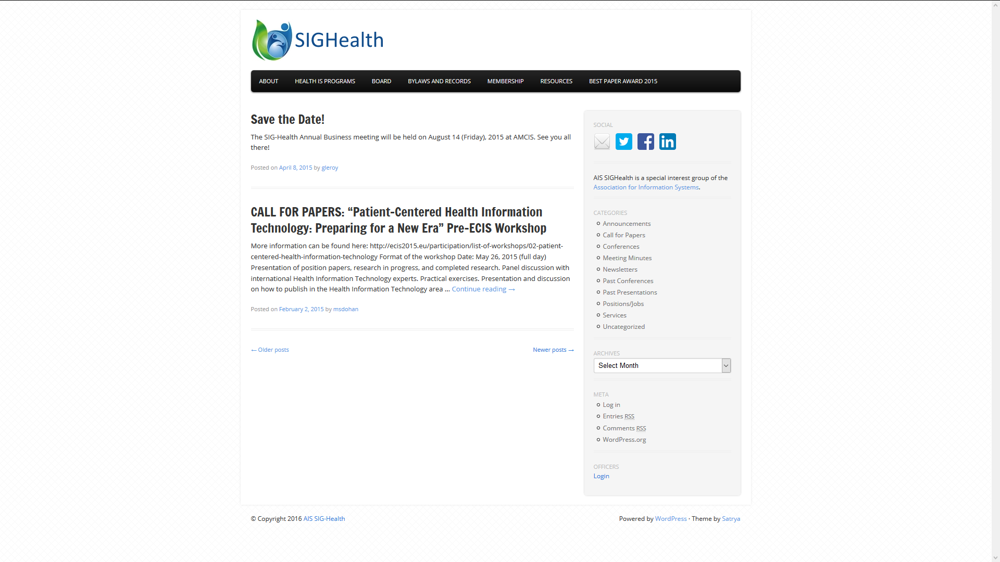 SIGHealth
ABOUT HEALTH IS PROGRAMS BOARD BYLAWS AND RECORDS MEMBERSHIP RESOURCES BEST PAPER AWARD 2015
Save the Date!
The SIG-Health Annual Business meeting will be held on August 14 (Friday), 2015 at AMCIS. See you all
there!
Posted on April 8, 2015 by gleroy
CALL FOR PAPERS: “Patient-Centered Health Information
Technology: Preparing for a New Era” Pre-ECIS Workshop
More information can be found here: http://ecis2015.eu/participation/list-of-workshops/02-patient-
centered-health-information-technology Format of the workshop Date: May 26, 2015 (full day)
Presentation of position papers, research in progress, and completed research. Panel discussion with
international Health Information Technology experts. Practical exercises. Presentation and discussion
on how to publish in the Health Information Technology area ... Continue reading →
Posted on February 2, 2015 by msdohan
← Older posts
Newer posts →
SOCIAL
AIS SIGHealth is a special interest group of the
Association for Information Systems.
CATEGORIES
Announcements
Call for Papers
Conferences
Meeting Minutes
Newsletters
Past Conferences
Past Presentations
Positions/Jobs
Services
Uncategorized
ARCHIVES
Select Month
META
Log in
Entries RSS
Comments RSS
WordPress.org
OFFICERS
Login
© Copyright 2016 AIS SIG-Health
Powered by WordPress · Theme by Satrya